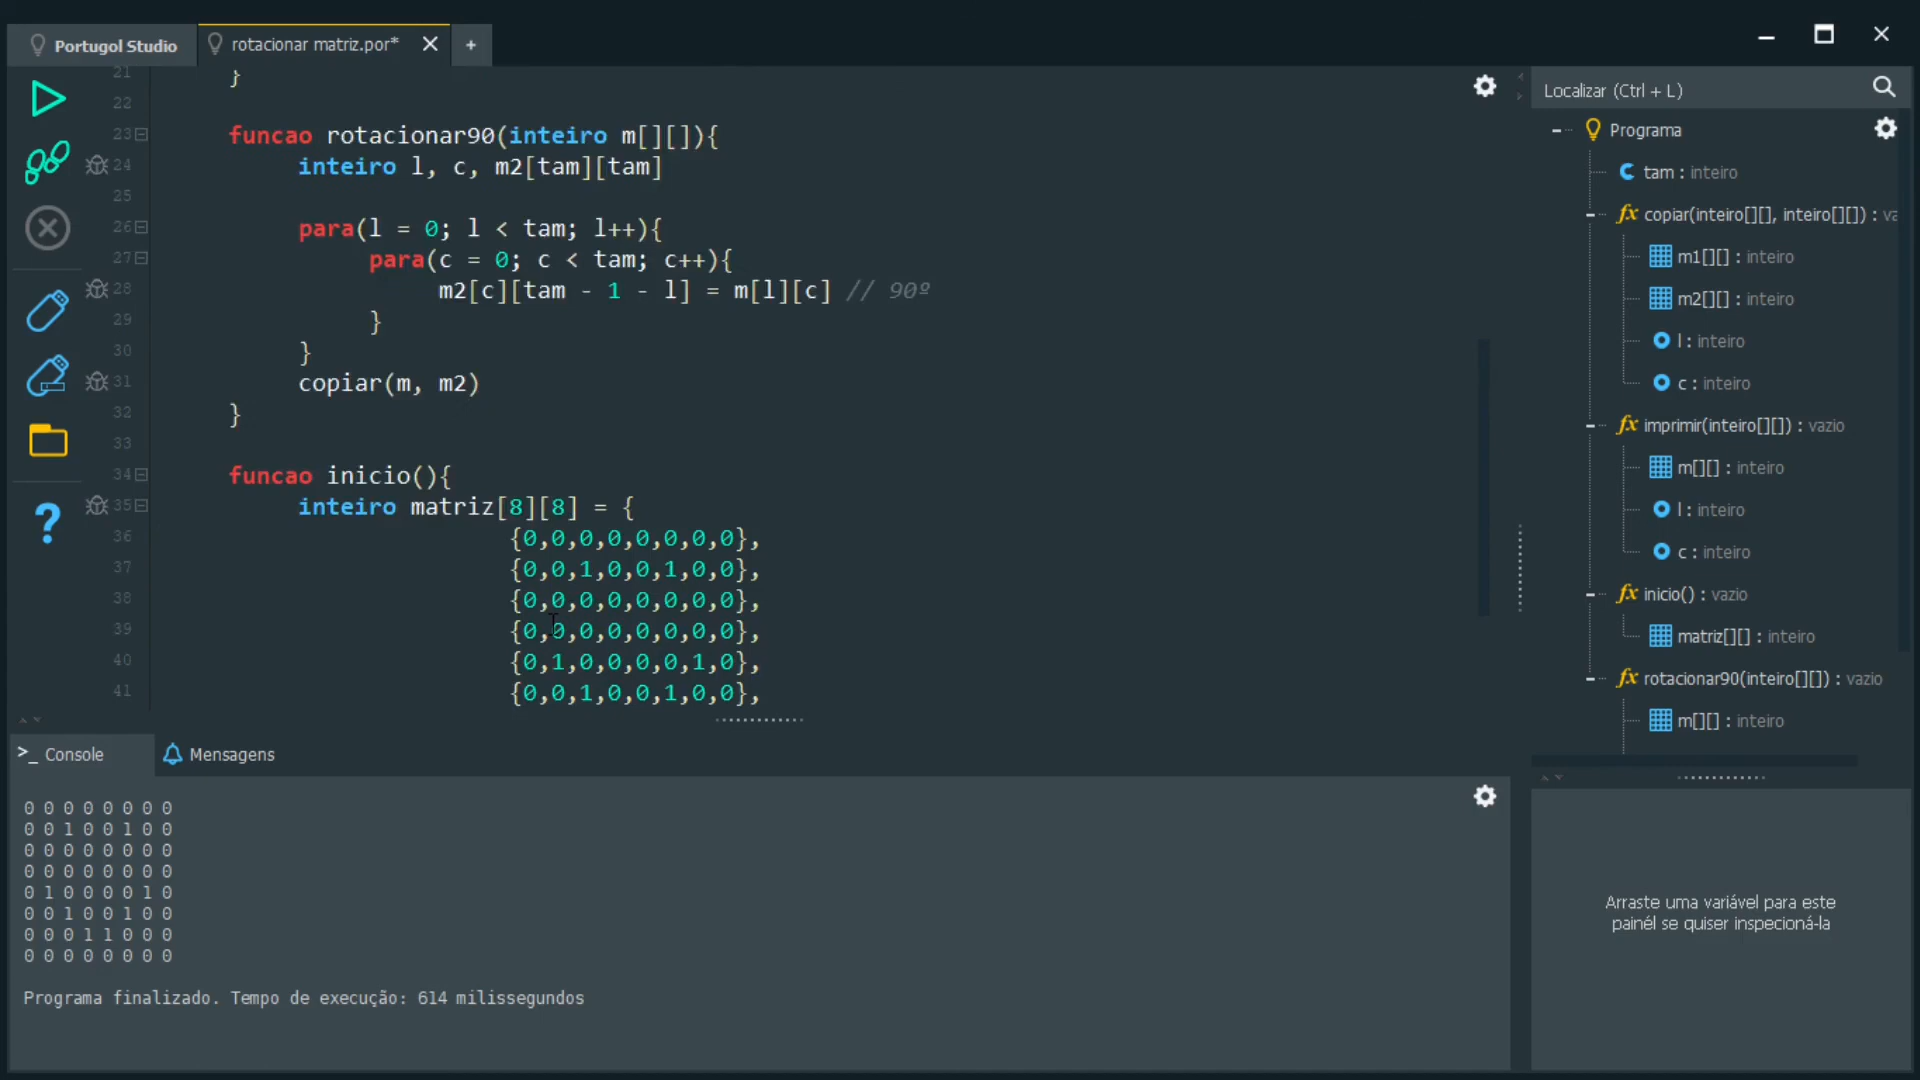 Portugol Studio
rotacionar matriz.por*
+
21 }
22
23 funcao rotacionar90(inteiro m[][]){
24 inteiro l, c, m2[tam][tam]
25
26 para(l = 0; l < tam; l++){
27 para(c = 0; c < tam; c++){
28 m2[c][tam - 1 - l] = m[l][c] // 90º
29 }
30 }
31 copiar(m, m2)
32 }
33
34 funcao inicio(){
35 inteiro matriz[8][8] = {
36 {0,0,0,0,0,0,0,0},
37 {0,0,1,0,0,1,0,0},
38 {0,0,0,0,0,0,0,0},
39 {0,0,0,0,0,0,0,0},
40 {0,1,0,0,0,0,1,0},
41 {0,0,1,0,0,1,0,0},
>_ Console
Mensagens
0 0 0 0 0 0 0 0
0 0 1 0 0 1 0 0
0 0 0 0 0 0 0 0
0 0 0 0 0 0 0 0
0 1 0 0 0 0 1 0
0 0 1 0 0 1 0 0
0 0 0 1 1 0 0 0
0 0 0 0 0 0 0 0
Programa finalizado. Tempo de execução: 614 milissegundos
Localizar (Ctrl + L)
Programa
tam : inteiro
fx copiar(inteiro[][], inteiro[][]) : va
m1[][] : inteiro
m2[][] : inteiro
l : inteiro
c : inteiro
fx imprimir(inteiro[][]) : vazio
m[][] : inteiro
l : inteiro
c : inteiro
fx inicio() : vazio
matriz[][] : inteiro
fx rotacionar90(inteiro[][]) : vazio
m[][] : inteiro
Arraste uma variável para este
painél se quiser inspecioná-la